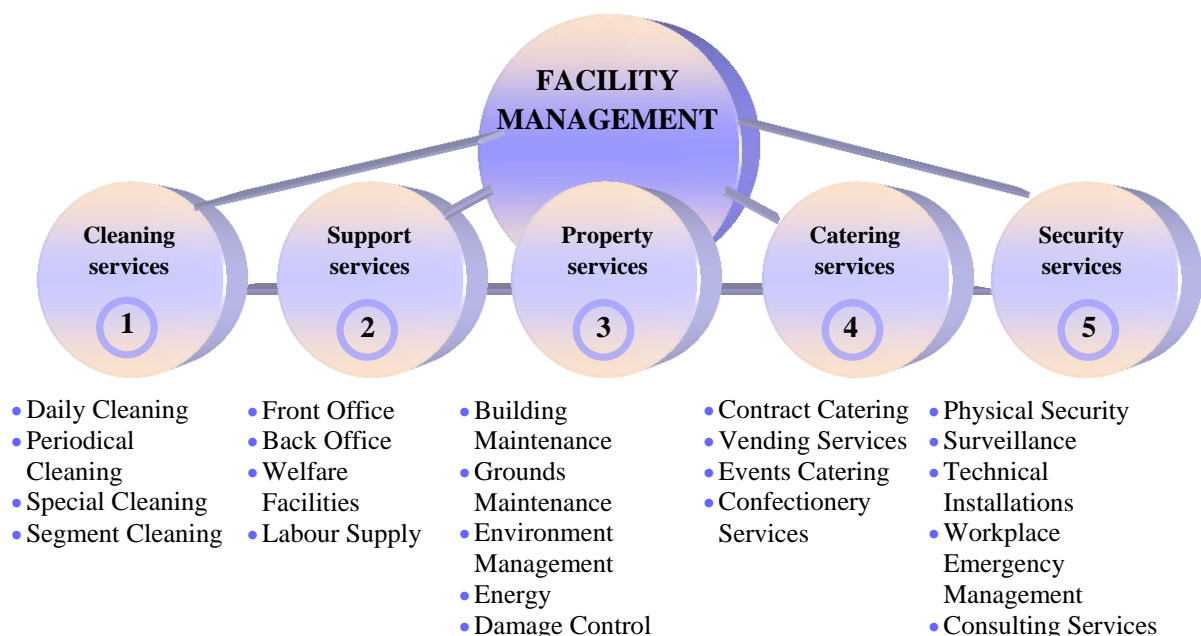 FACILITY
MANAGEMENT
Cleaning
services
1
Support
services
2
Property
services
3
Catering
services
4
Security
services
5
• Daily Cleaning
• Periodical
Cleaning
• Special Cleaning
• Segment Cleaning
• Front Office
• Back Office
• Welfare
Facilities
• Labour Supply
• Building
Maintenance
• Grounds
Maintenance
• Environment
Management
• Energy
• Damage Control
• Contract Catering
• Vending Services
• Events Catering
• Confectionery
Services
• Physical Security
• Surveillance
• Technical
Installations
• Workplace
Emergency
Management
• Consulting Services